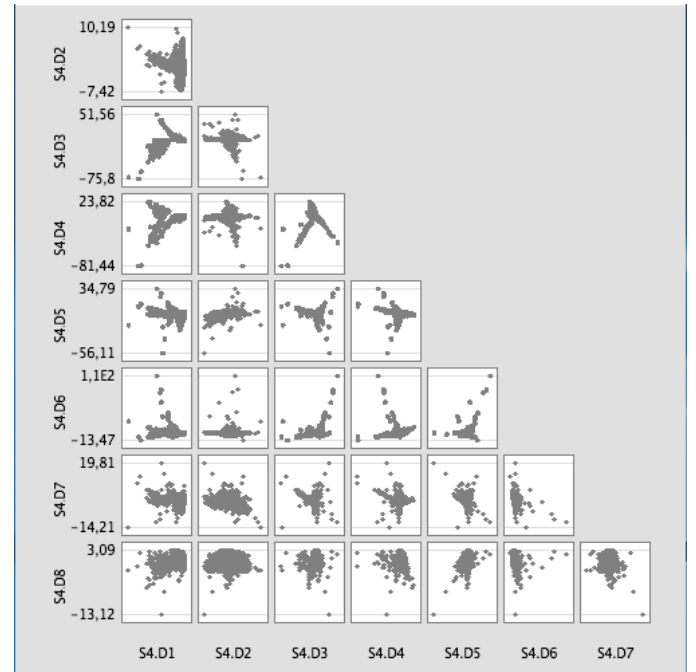 10,19
S4.D2
−7,42
51,56
S4.D3
−75,8
23,82
S4.D4
−81,44
34,79
S4.D5
−56,11
1,1E2
S4.D6
−13,47
19,81
S4.D7
−14,21
3,09
S4.D8
−13,12
S4.D1 S4.D2 S4.D3 S4.D4 S4.D5 S4.D6 S4.D7